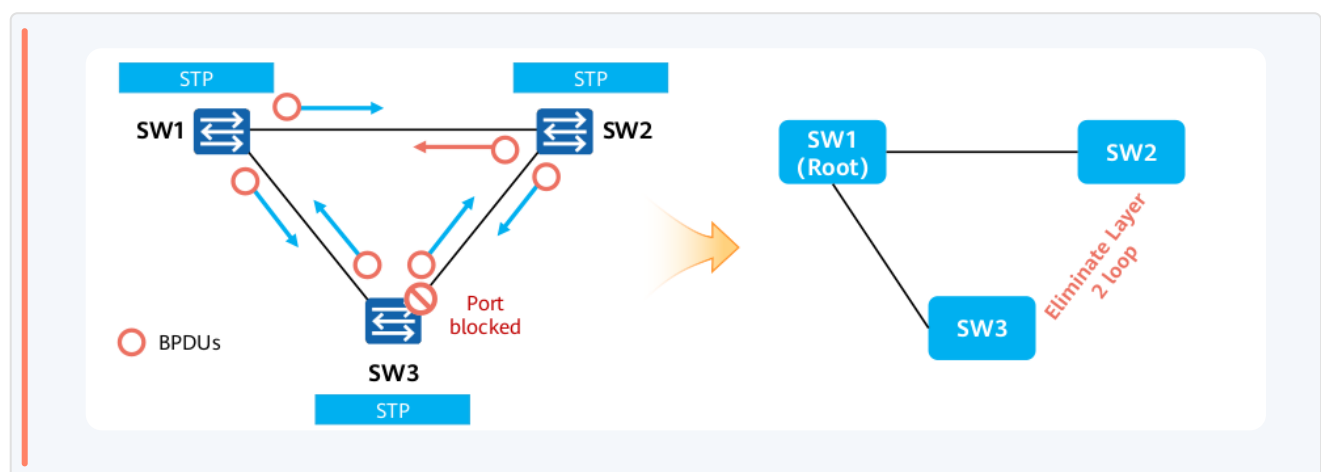 STP
STP
SW1
SW2
Port
blocked
BPDUs
SW3
STP
SW1
(Root)
SW2
Eliminate Layer
2 loop
SW3